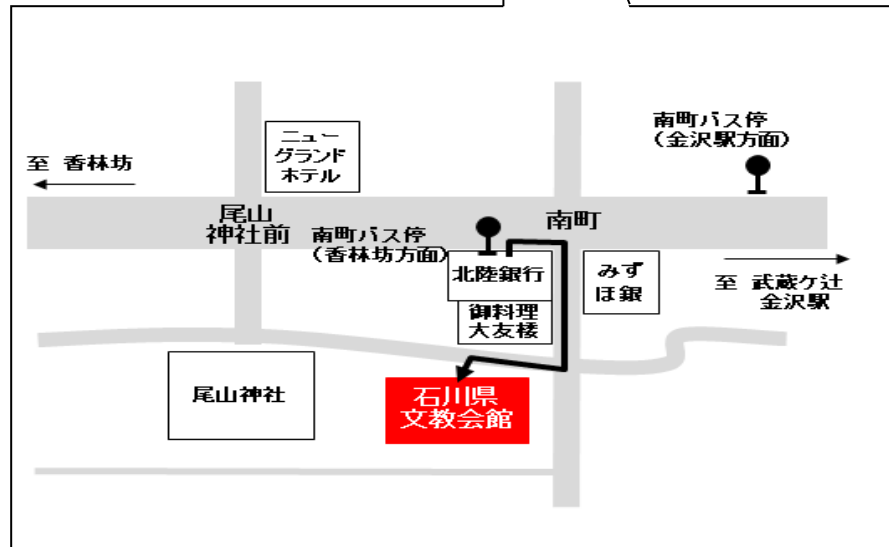 南町バス停
（金沢駅方面）
ニュー
グランド
ホテル
至 香林坊
尾山
神社前
南町バス停
（香林坊方面）
南町
北陸銀行
みず
ほ銀
至 武蔵ケ辻
金沢駅
御料理
大友楼
尾山神社
石川県
文教会館